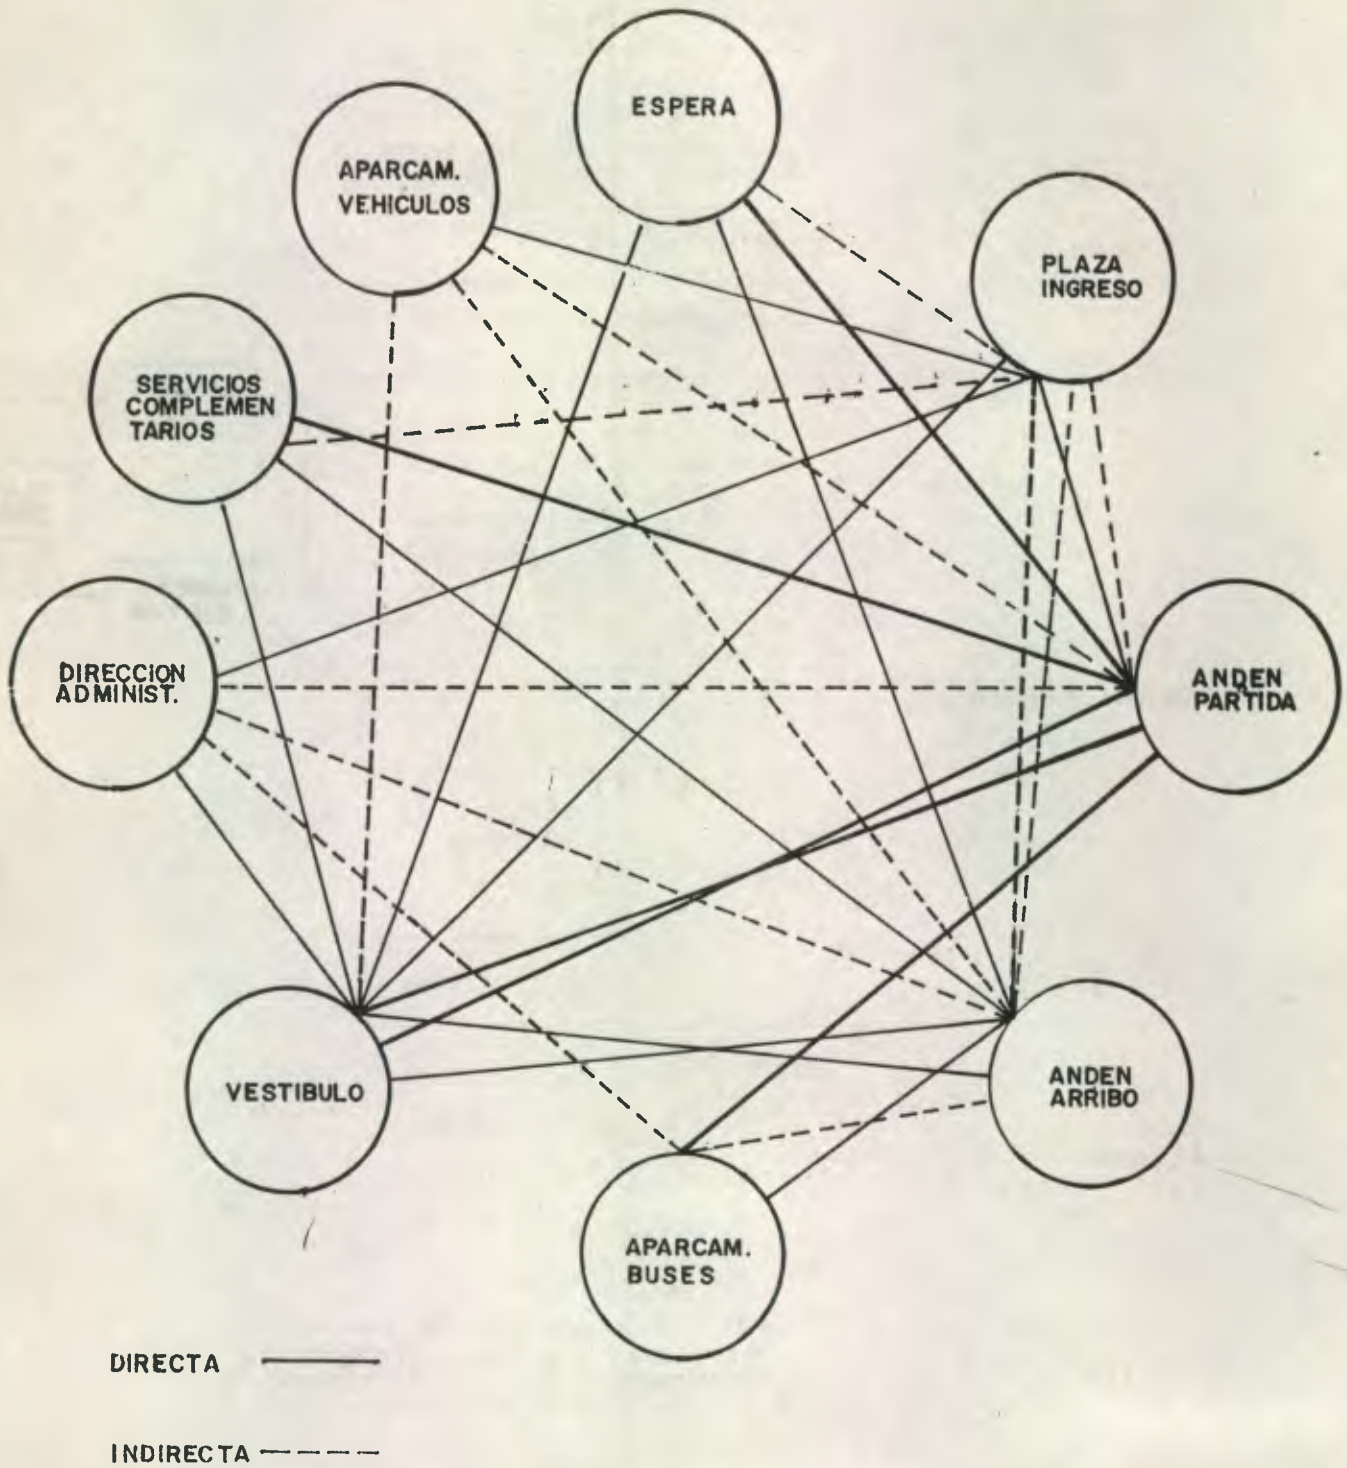 ESPERA
APARCAM.
VEHICULOS
PLAZA
INGRESO
SERVICIOS
COMPLEMEN
TARIOS
DIRECCION
ADMINIST.
ANDEN
PARTIDA
VESTIBULO
ANDEN
ARRIBO
APARCAM.
BUSES
DIRECTA
INDIRECTA